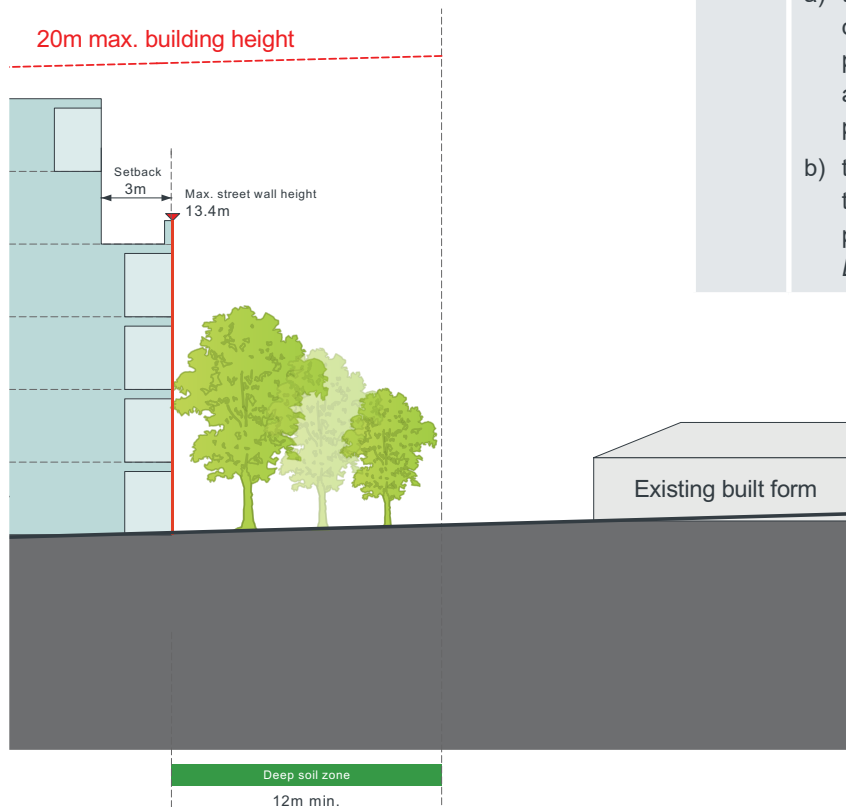 20m max. building height
Setback
3m
Max. street wall height
13.4m
a)
b) t
t
p
Existing built form
Deep soil zone
12m min.